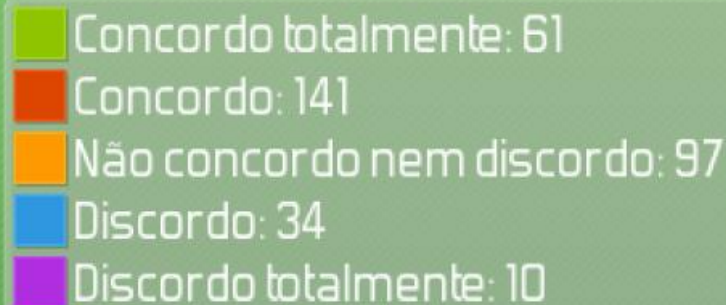 Concordo totalmente: 61
Concordo: 141
Não concordo nem discordo: 97
Discordo: 34
Discordo totalmente: 10